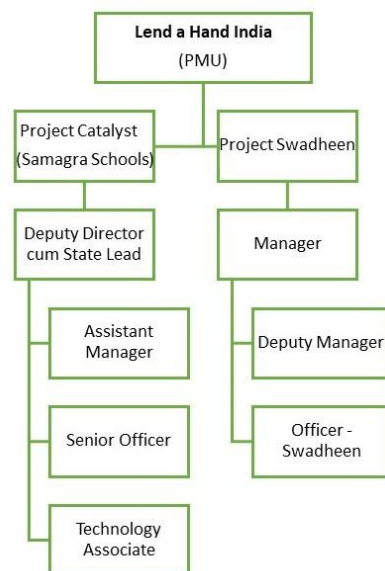 Lend a Hand India
(PMU)
Project Catalyst
(Samagra Schools)
Project Swadheen
Deputy Director
cum State Lead
Manager
Assistant
Manager
Deputy Manager
Senior Officer
Officer -
Swadheen
Technology
Associate